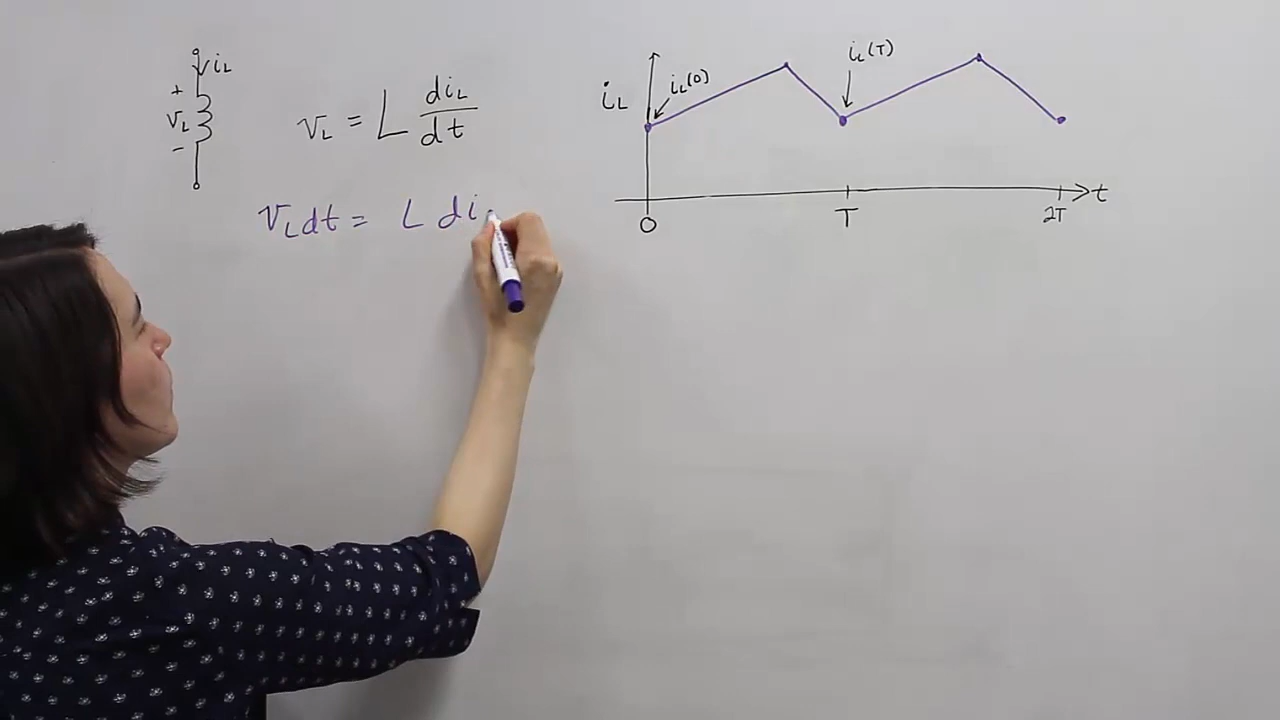 iL
+
vL
-
vL = L diL/dt
vL dt = L di
iL
iL(0)
iL(T)
t
0
T
2T